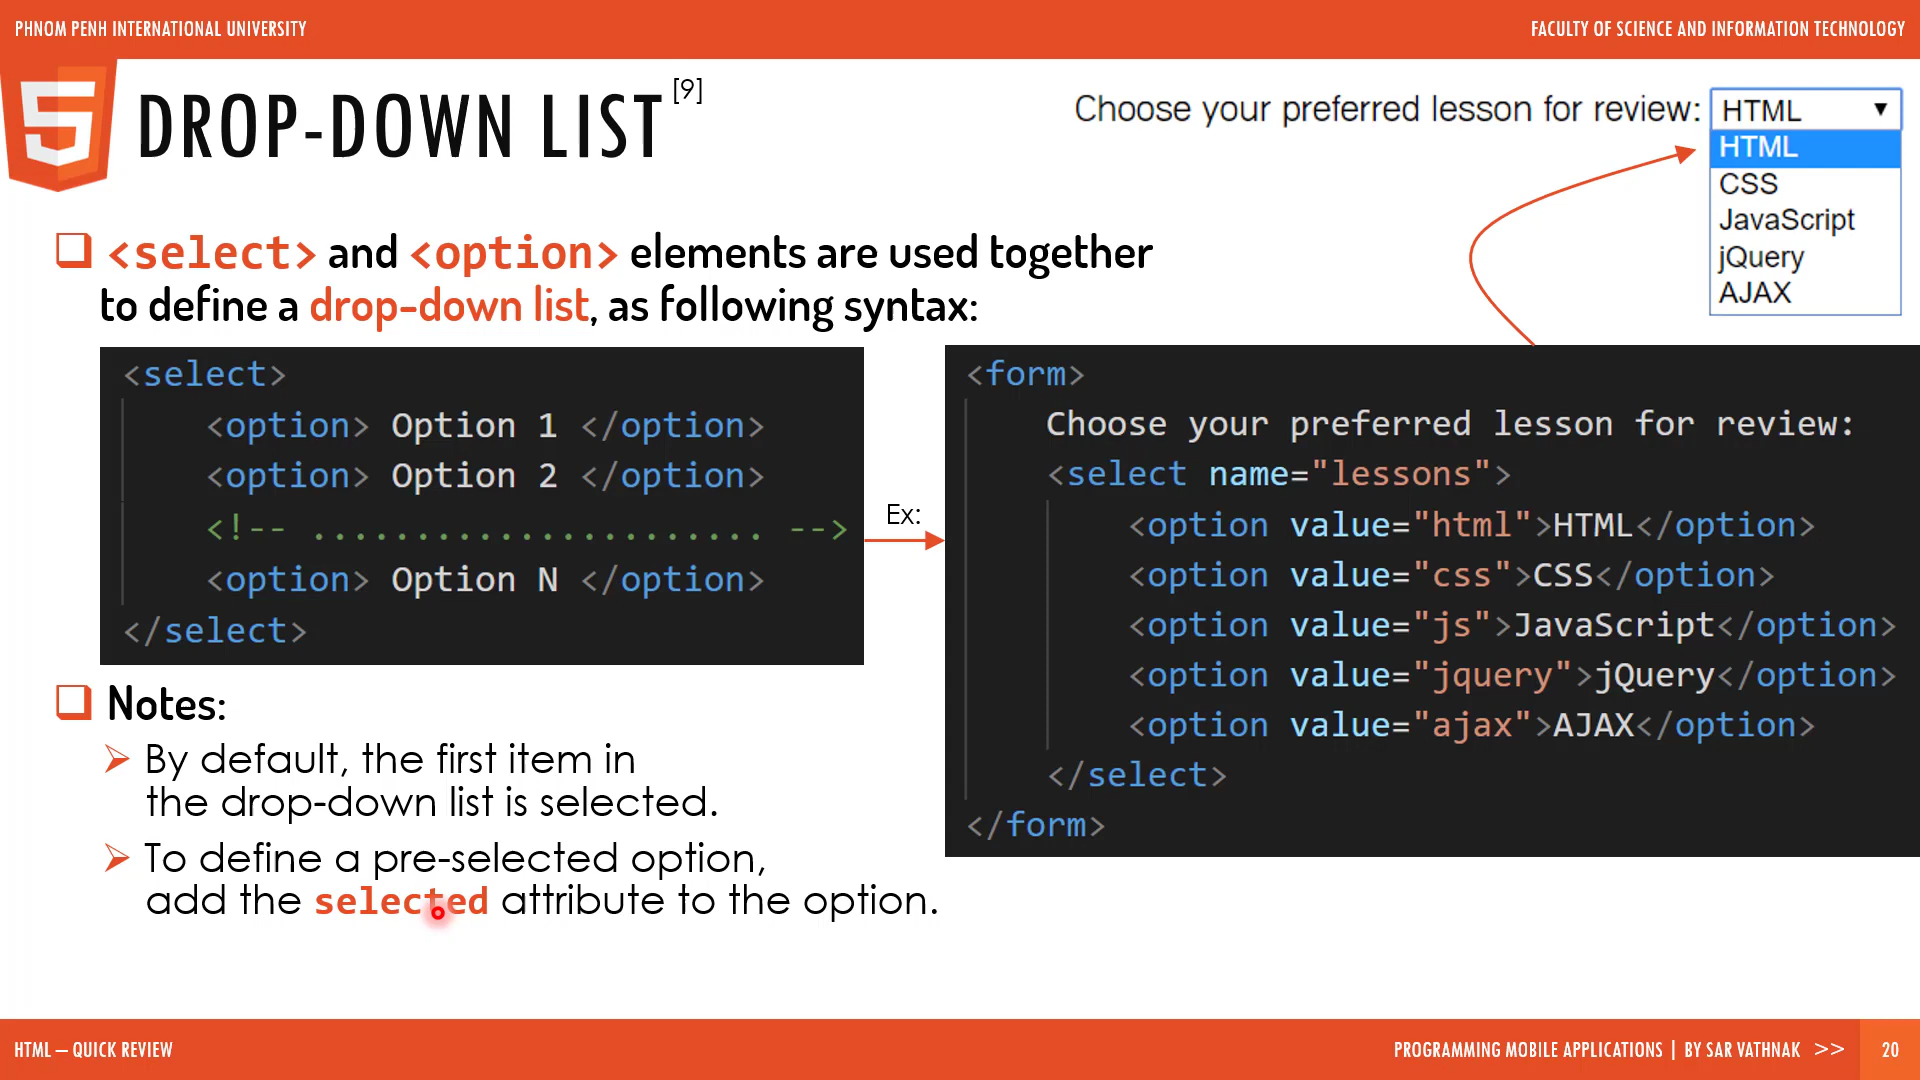 PHNOM PENH INTERNATIONAL UNIVERSITY
FACULTY OF SCIENCE AND INFORMATION TECHNOLOGY
DROP-DOWN LIST [9]
Choose your preferred lesson for review: HTML ▼
HTML
CSS
JavaScript
jQuery
AJAX
<select> and <option> elements are used together
to define a drop-down list, as following syntax:
<select>
<option> Option 1 </option>
<option> Option 2 </option>
<!-- ...................... -->
<option> Option N </option>
</select>
Ex:
<form>
Choose your preferred lesson for review:
<select name="lessons">
<option value="html">HTML</option>
<option value="css">CSS</option>
<option value="js">JavaScript</option>
<option value="jquery">jQuery</option>
<option value="ajax">AJAX</option>
</select>
</form>
Notes:
By default, the first item in
the drop-down list is selected.
To define a pre-selected option,
add the selected attribute to the option.
HTML — QUICK REVIEW
PROGRAMMING MOBILE APPLICATIONS | BY SAR VATHNAK >> 20